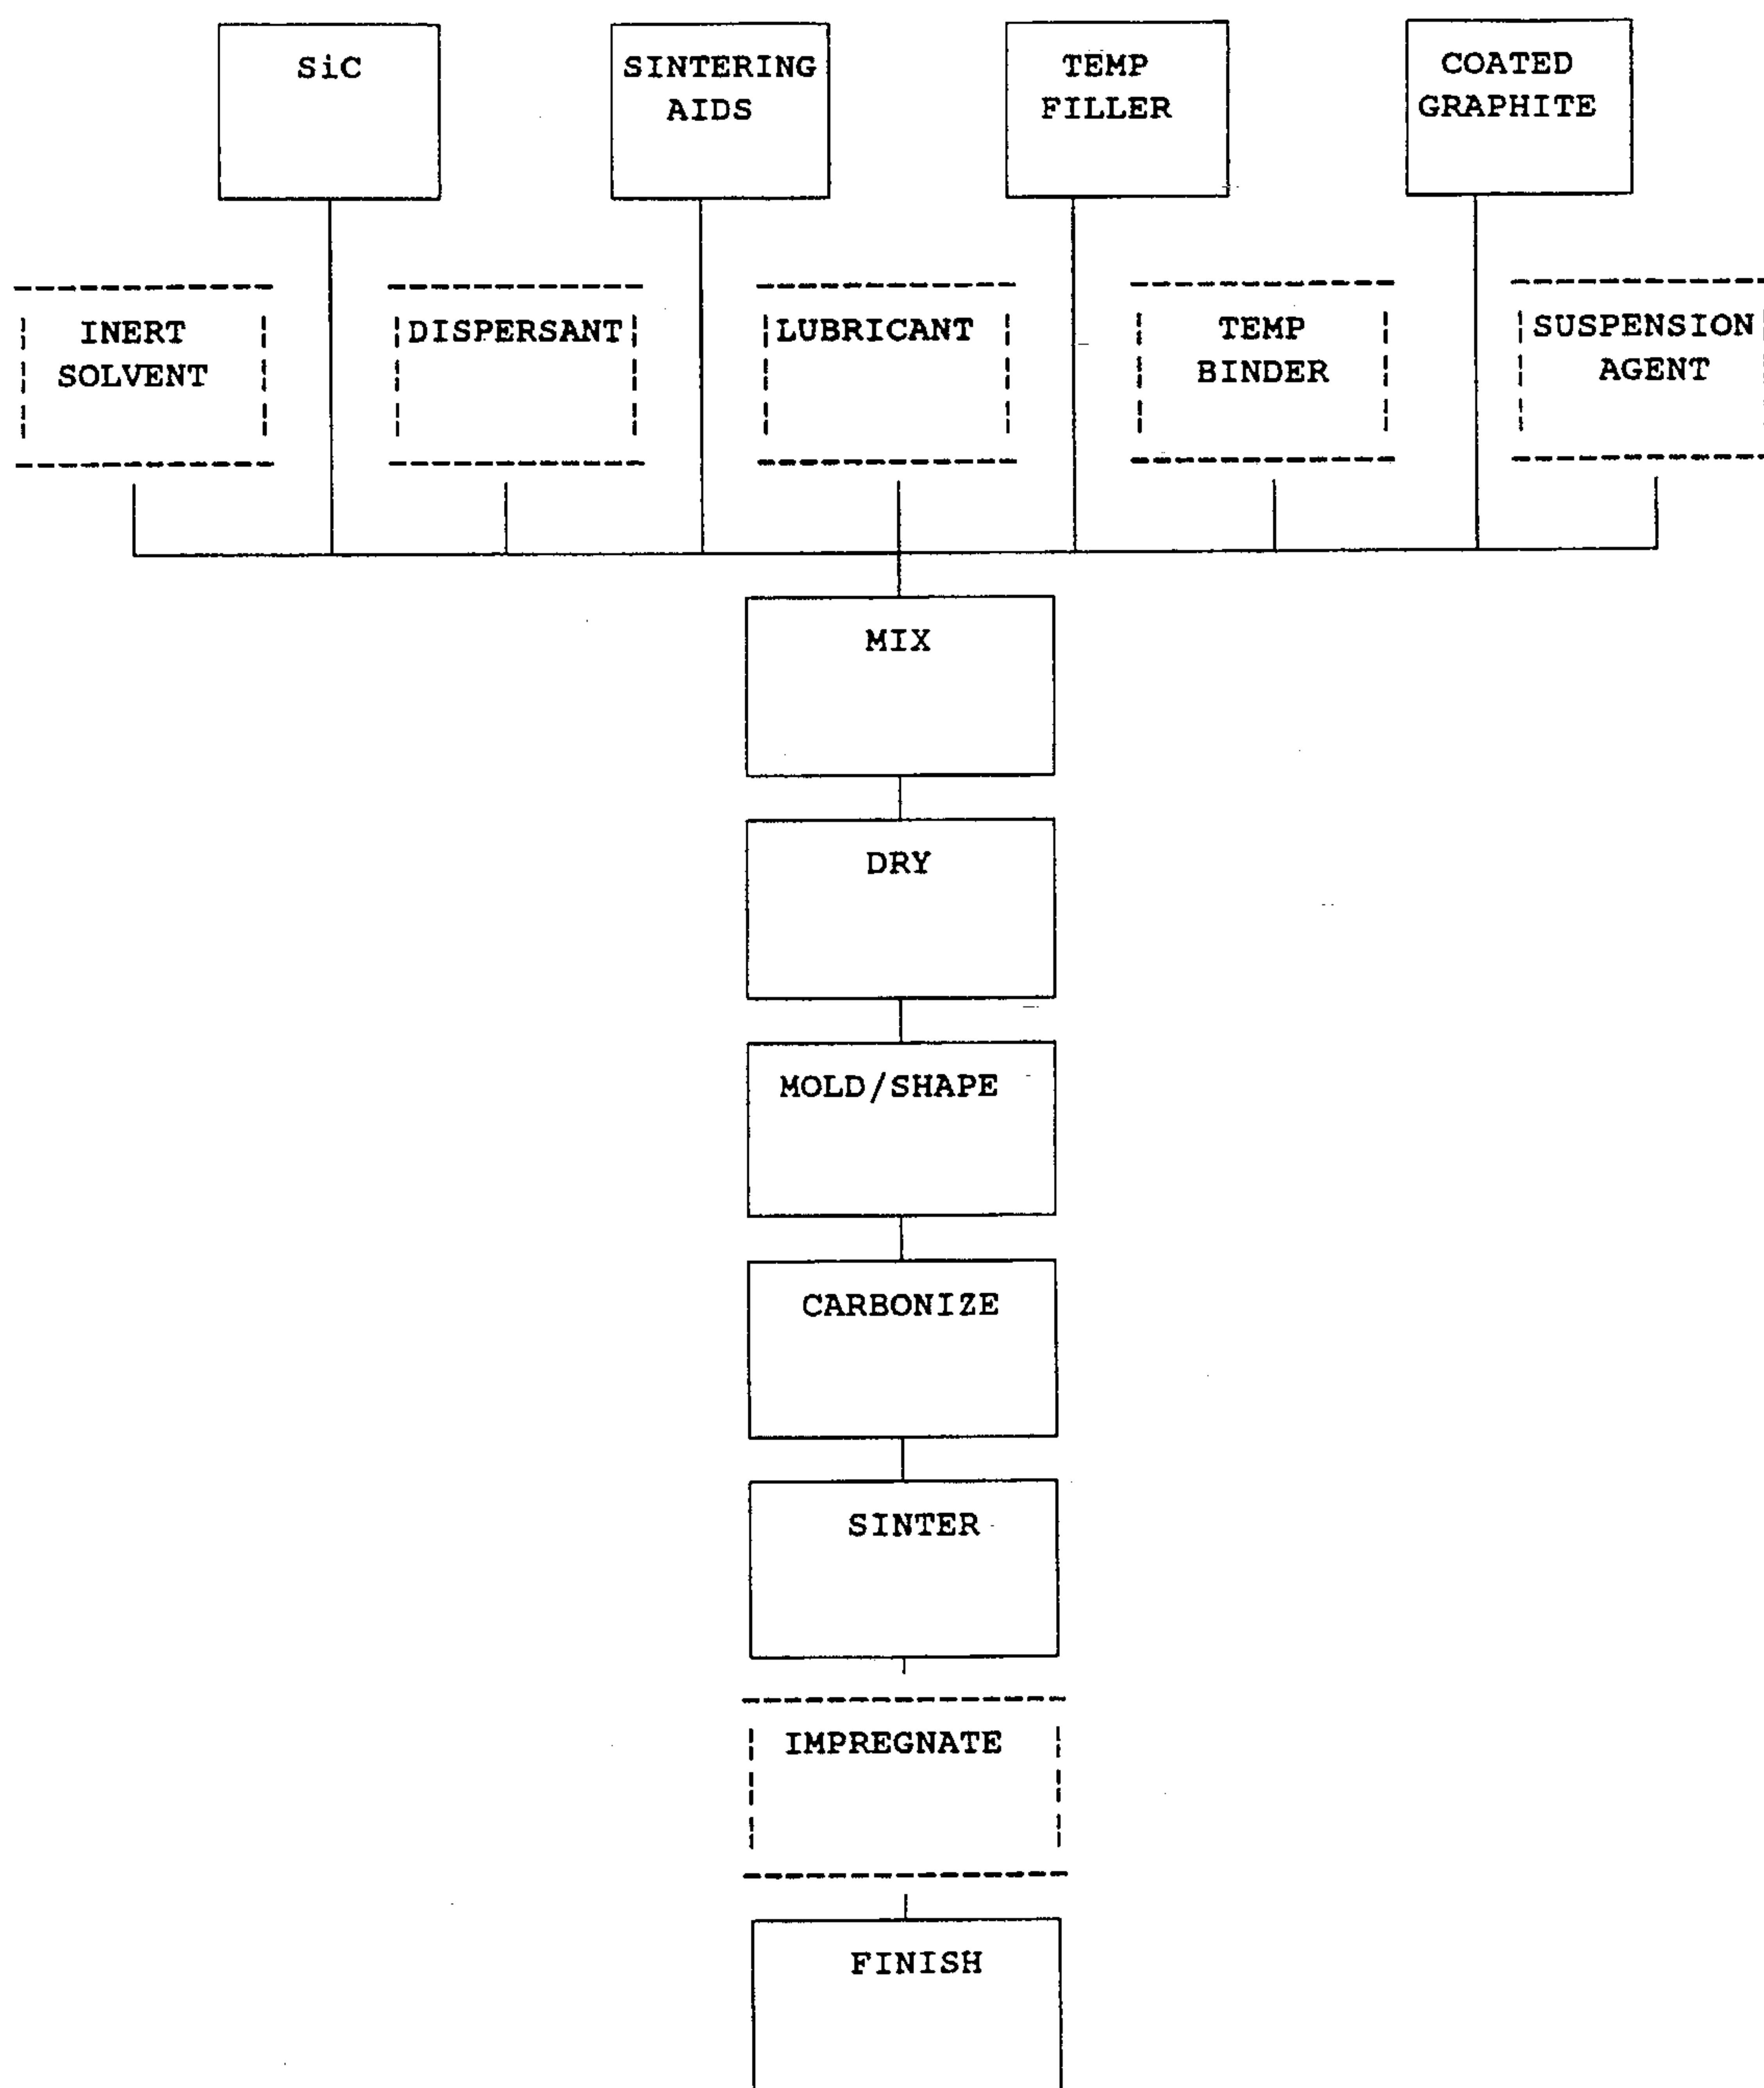 SiC
SINTERING
AIDS
TEMP
FILLER
COATED
GRAPHITE
INERT
SOLVENT
DISPERSANT
LUBRICANT
TEMP
BINDER
SUSPENSION
AGENT
MIX
DRY
MOLD/SHAPE
CARBONIZE
SINTER
IMPREGNATE
FINISH